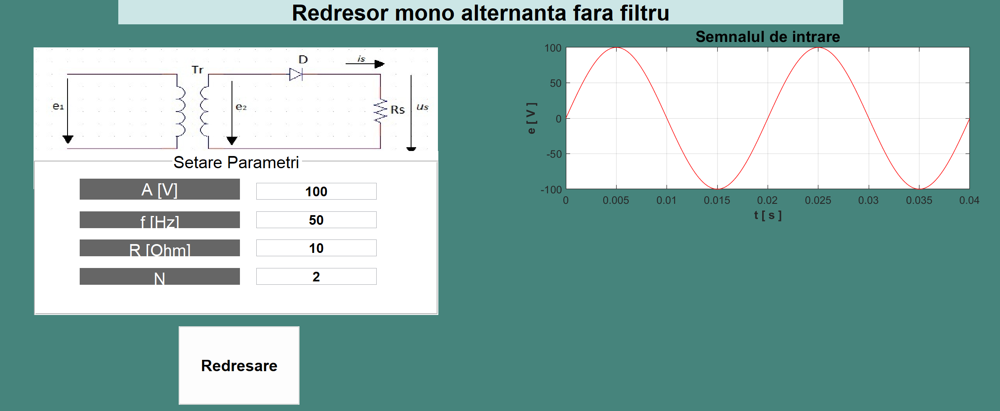 Redresor mono alternanta fara filtru
D
is
Tr
e₁
e₂
Rs
us
Setare Parametri
A [V]
100
f [Hz]
50
R [Ohm]
10
N
2
Redresare
Semnalul de intrare
100
50
0
-50
-100
e [ V ]
0 0.005 0.01 0.015 0.02 0.025 0.03 0.035 0.04
t [ s ]